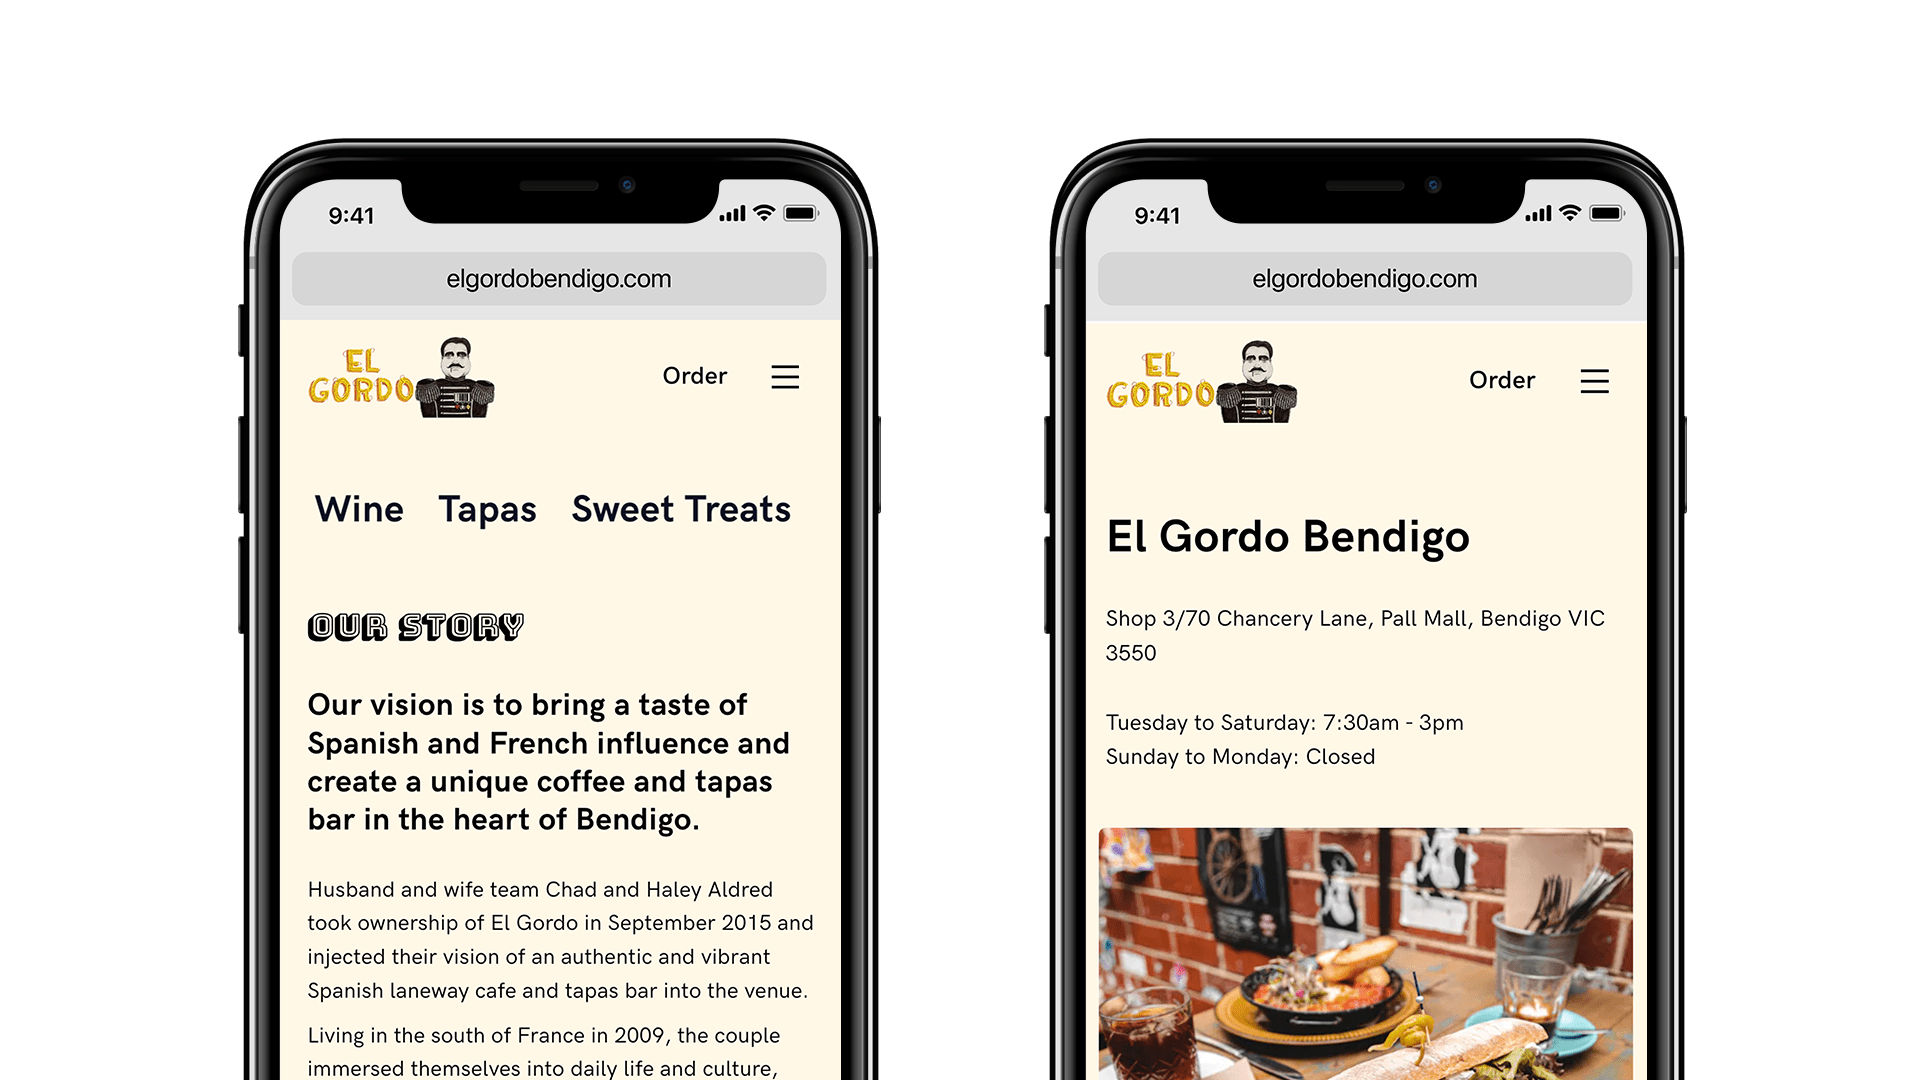 9:41
elgordobendigo.com
EL
GORDO
Order
Wine Tapas Sweet Treats
OUR STORY
Our vision is to bring a taste of
Spanish and French influence and
create a unique coffee and tapas
bar in the heart of Bendigo.
Husband and wife team Chad and Haley Aldred
took ownership of El Gordo in September 2015 and
injected their vision of an authentic and vibrant
Spanish laneway cafe and tapas bar into the venue.
Living in the south of France in 2009, the couple
immersed themselves into daily life and culture,
9:41
elgordobendigo.com
EL
GORDO
Order
El Gordo Bendigo
Shop 3/70 Chancery Lane, Pall Mall, Bendigo VIC
3550
Tuesday to Saturday: 7:30am - 3pm
Sunday to Monday: Closed